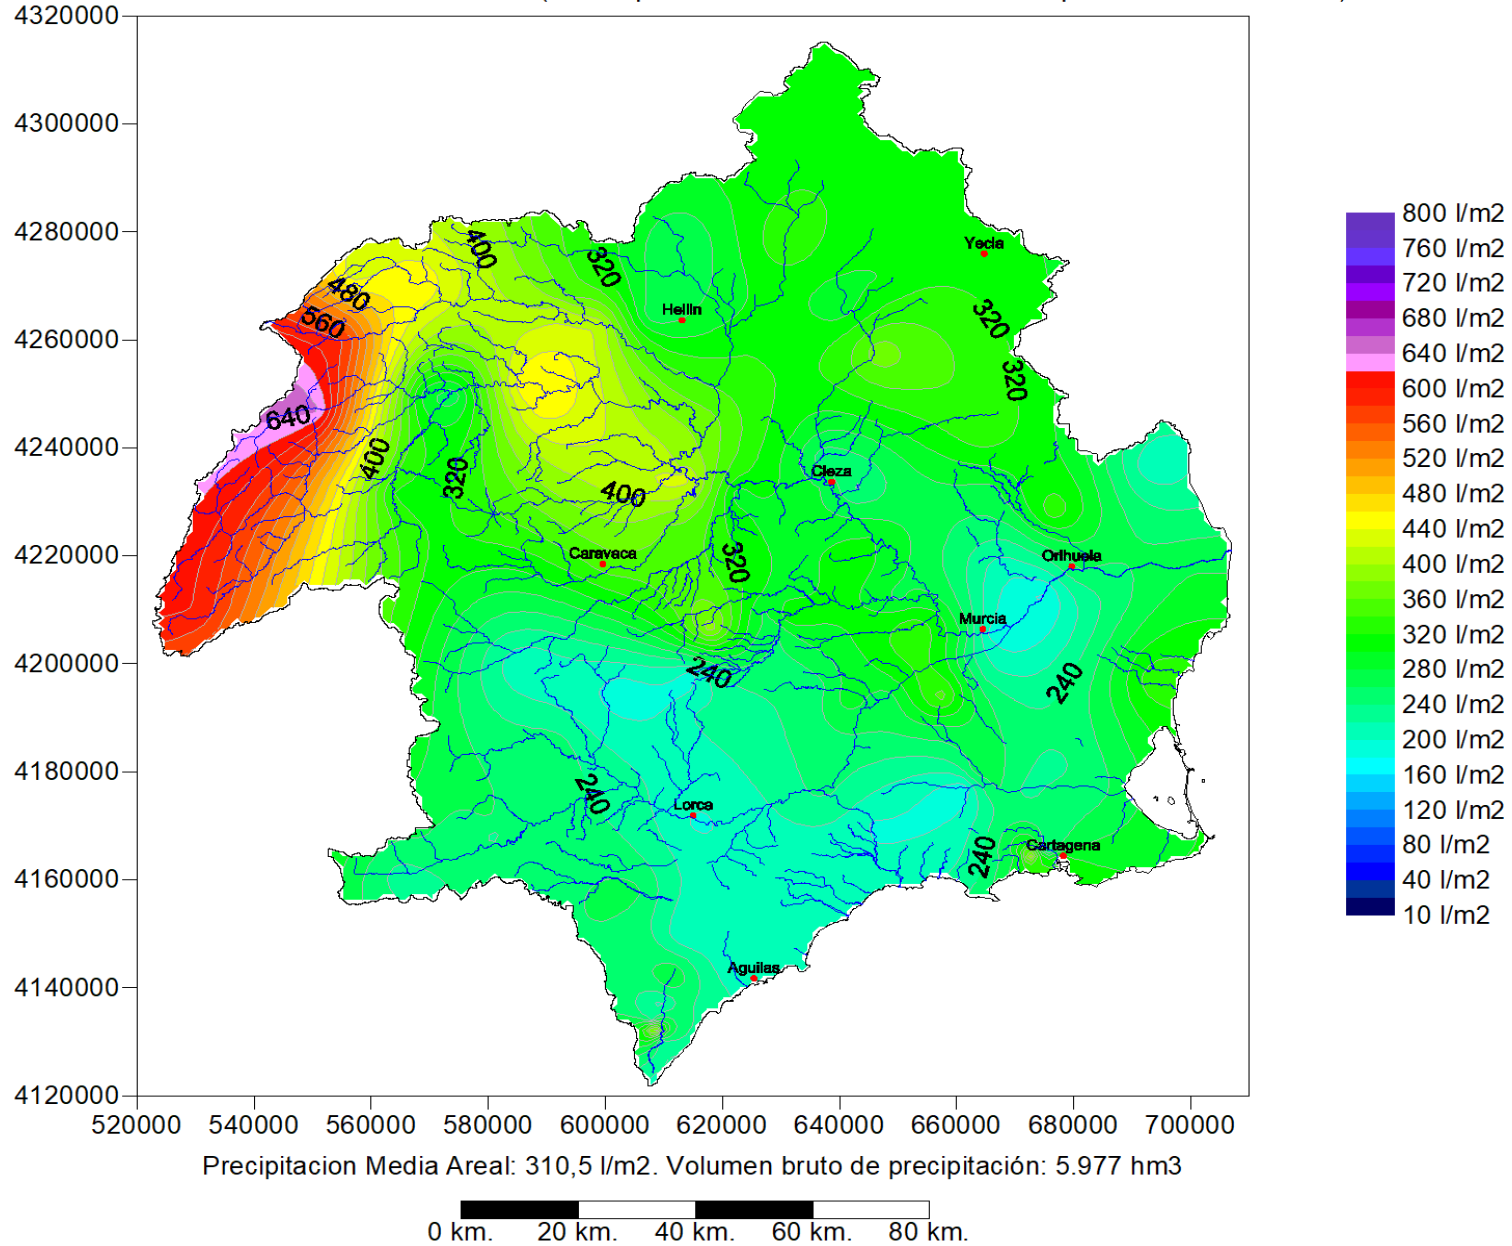 4320000
4300000
4280000
4260000
4240000
4220000
4200000
4180000
4160000
4140000
4120000
520000 540000 560000 580000 600000 620000 640000 660000 680000 700000
400
320
480
560
640
400
320
400
320
320
320
240
240
240
240
Yecla
Hellin
Cieza
Caravaca
Orihuela
Murcia
Lorca
Cartagena
Aguilas
800 l/m2
760 l/m2
720 l/m2
680 l/m2
640 l/m2
600 l/m2
560 l/m2
520 l/m2
480 l/m2
440 l/m2
400 l/m2
360 l/m2
320 l/m2
280 l/m2
240 l/m2
200 l/m2
160 l/m2
120 l/m2
80 l/m2
40 l/m2
10 l/m2
Precipitacion Media Areal: 310,5 l/m2. Volumen bruto de precipitación: 5.977 hm3
0 km. 20 km. 40 km. 60 km. 80 km.